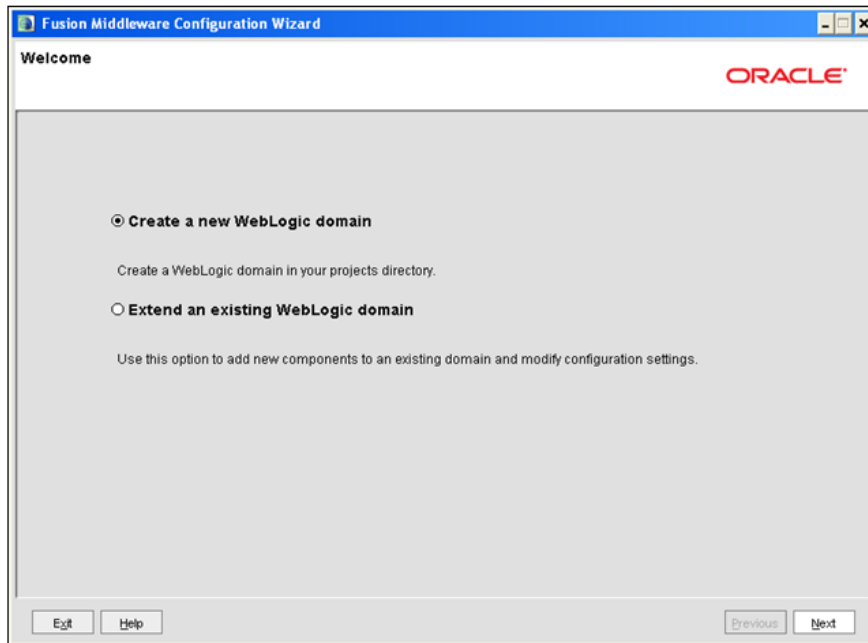 Fusion Middleware Configuration Wizard
Welcome
ORACLE
Create a new WebLogic domain
Create a WebLogic domain in your projects directory.
Extend an existing WebLogic domain
Use this option to add new components to an existing domain and modify configuration settings.
Exit Help Previous Next